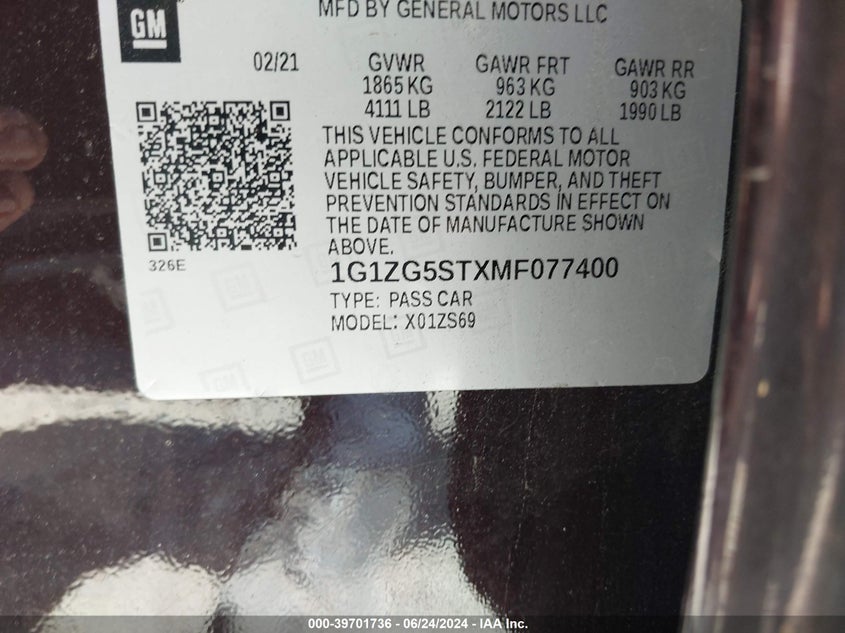 GM
MFD BY GENERAL MOTORS LLC
02/21 GVWR GAWR FRT GAWR RR
1865 KG 963 KG 903 KG
4111 LB 2122 LB 1990 LB
THIS VEHICLE CONFORMS TO ALL
APPLICABLE U.S. FEDERAL MOTOR
VEHICLE SAFETY, BUMPER, AND THEFT
PREVENTION STANDARDS IN EFFECT ON
THE DATE OF MANUFACTURE SHOWN
ABOVE.
326E
1G1ZG5STXMF077400
TYPE: PASS CAR
MODEL: X01ZS69
GM
GM
000-39701736 - 06/24/2024 - IAA Inc.